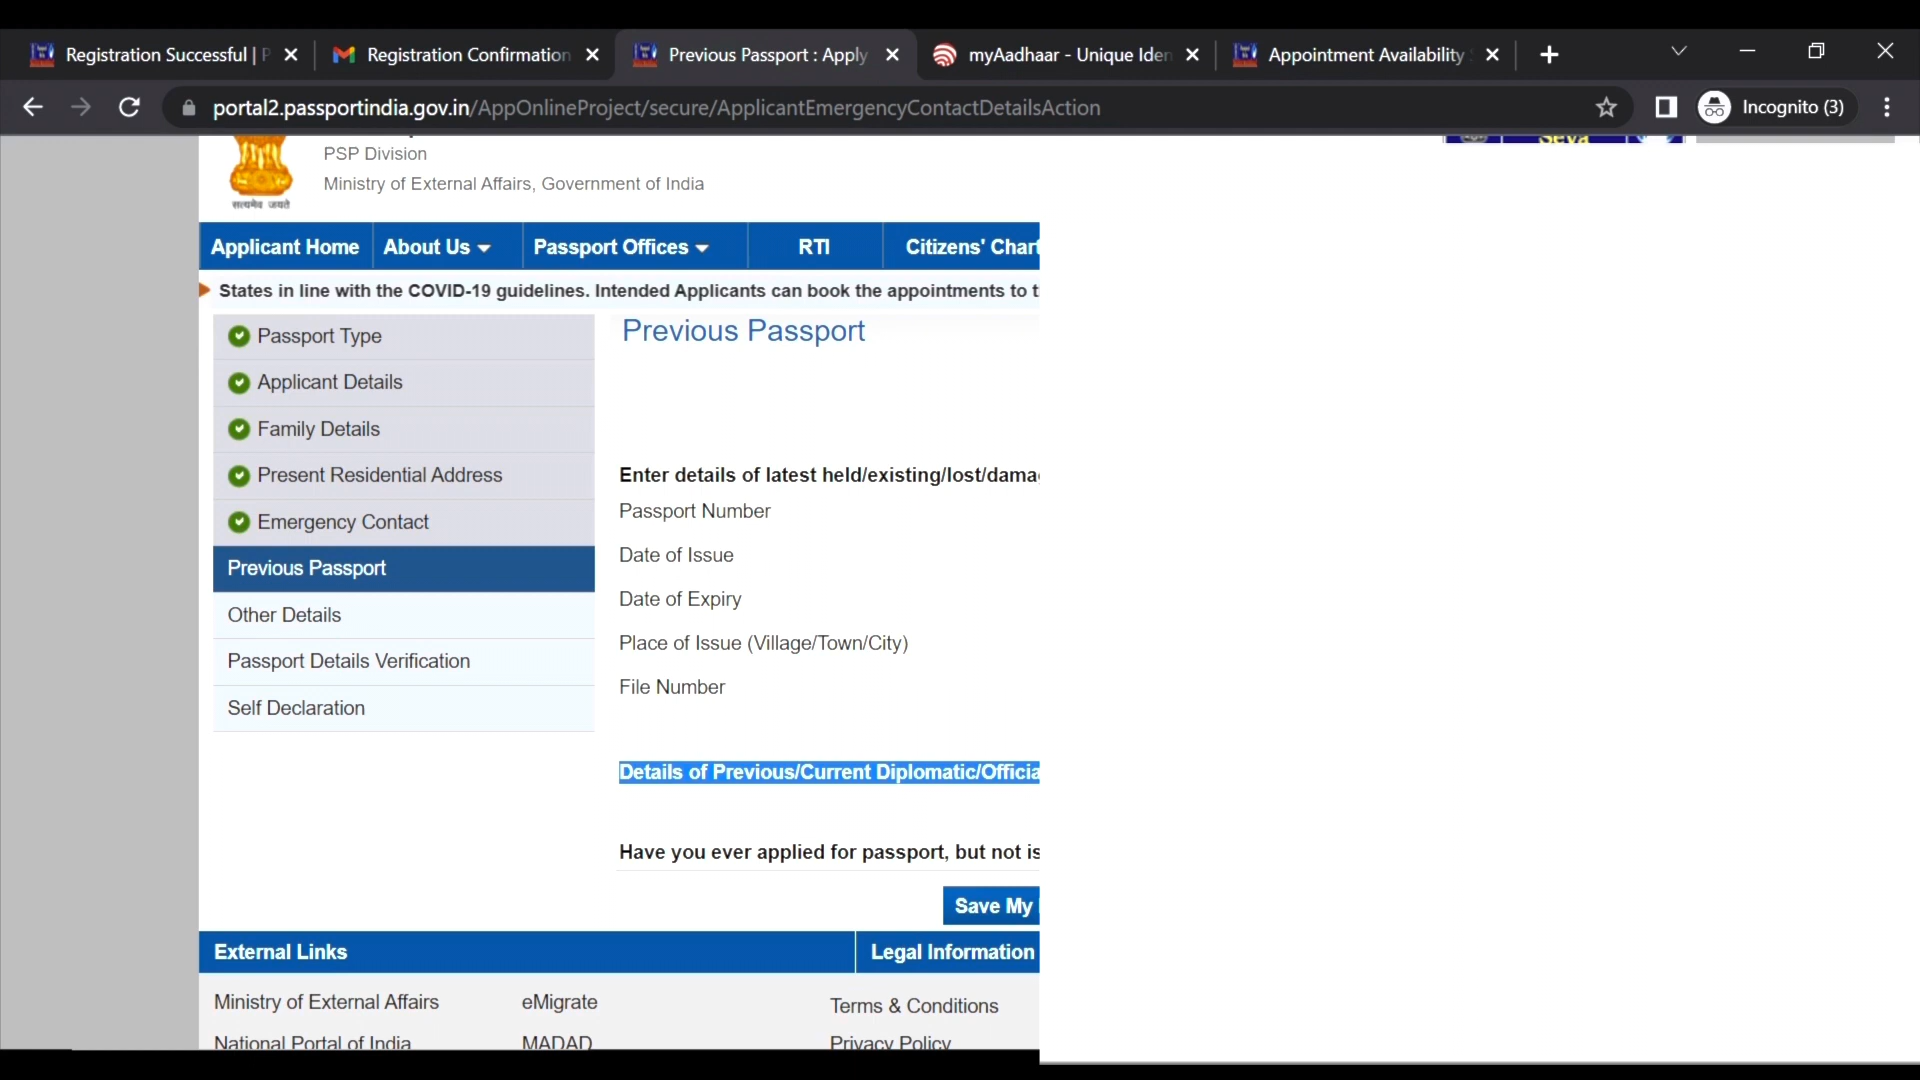 Registration Successful | P
Registration Confirmation
Previous Passport : Apply
myAadhaar - Unique Iden
Appointment Availability
portal2.passportindia.gov.in/AppOnlineProject/secure/ApplicantEmergencyContactDetailsAction
Incognito (3)
Seva
PSP Division
Ministry of External Affairs, Government of India
सत्यमेव जयते
Applicant Home
About Us
Passport Offices
RTI
Citizens' Chart
States in line with the COVID-19 guidelines. Intended Applicants can book the appointments to t
Passport Type
Applicant Details
Family Details
Present Residential Address
Emergency Contact
Previous Passport
Other Details
Passport Details Verification
Self Declaration
Previous Passport
Enter details of latest held/existing/lost/dama
Passport Number
Date of Issue
Date of Expiry
Place of Issue (Village/Town/City)
File Number
Details of Previous/Current Diplomatic/Officia
Have you ever applied for passport, but not is
Save My
External Links
Legal Information
Ministry of External Affairs
eMigrate
Terms & Conditions
National Portal of India
MADAD
Privacy Policy